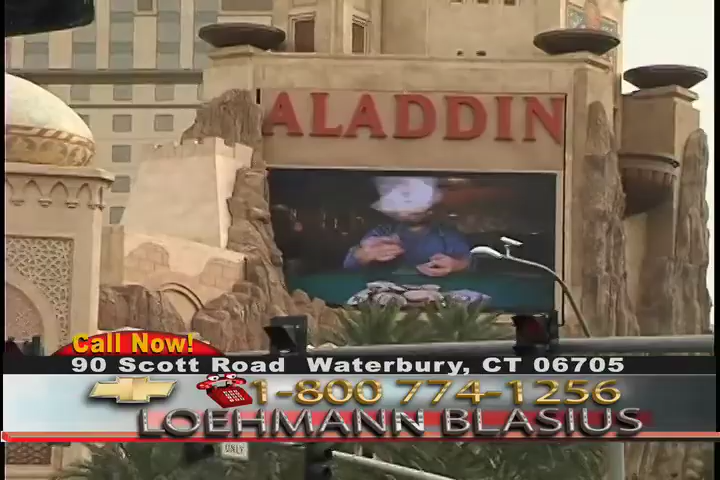 ALADDIN
Call Now!
90 Scott Road Waterbury, CT 06705
1-800 774-1256
LOEHMANN BLASIUS
ONLY